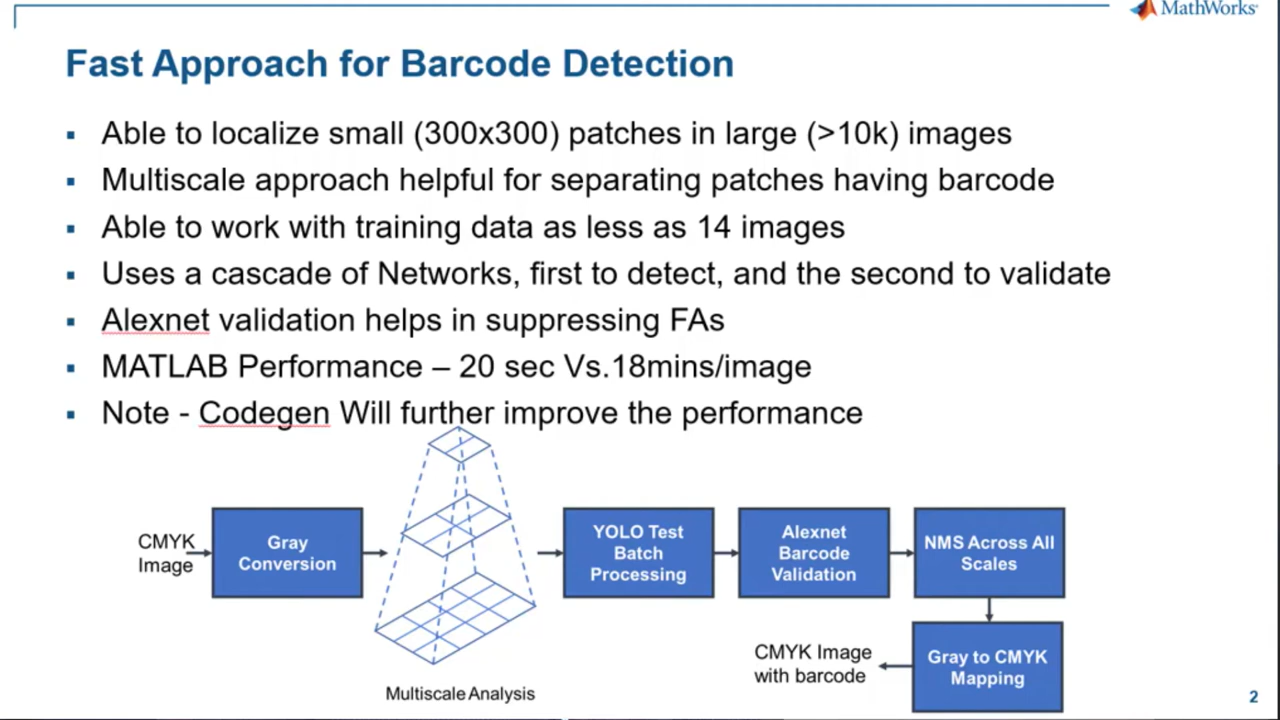 MathWorks
Fast Approach for Barcode Detection
▪ Able to localize small (300x300) patches in large (>10k) images
▪ Multiscale approach helpful for separating patches having barcode
▪ Able to work with training data as less as 14 images
▪ Uses a cascade of Networks, first to detect, and the second to validate
▪ Alexnet validation helps in suppressing FAs
▪ MATLAB Performance – 20 sec Vs.18mins/image
▪ Note - Codegen Will further improve the performance
CMYK
Image
Gray
Conversion
Multiscale Analysis
YOLO Test
Batch
Processing
Alexnet
Barcode
Validation
NMS Across All
Scales
Gray to CMYK
Mapping
CMYK Image
with barcode
2